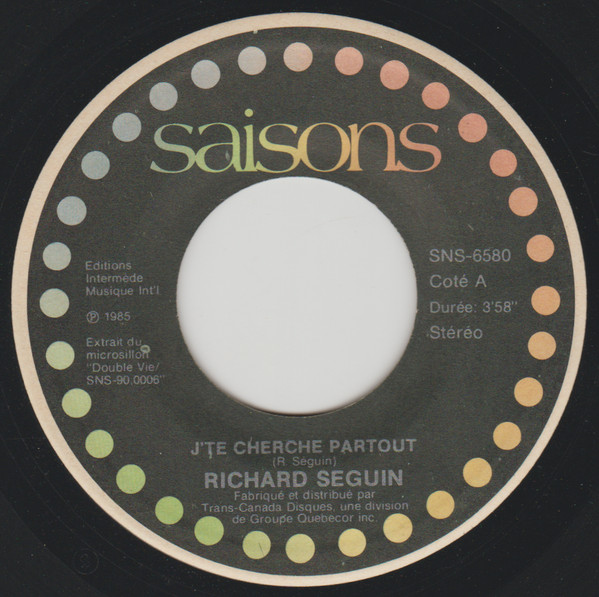 saisons
Editions
Intermède
Musique Int'l
℗ 1985
Extrait du
microsillon
"Double Vie/
SNS-90.0006"
SNS-6580
Coté A
Durée: 3'58"
Stéréo
J'TE CHERCHE PARTOUT
(R. Séguin)
RICHARD SEGUIN
Fabriqué et distribué par
Trans-Canada Disques, une division
de Groupe Quebecor inc.